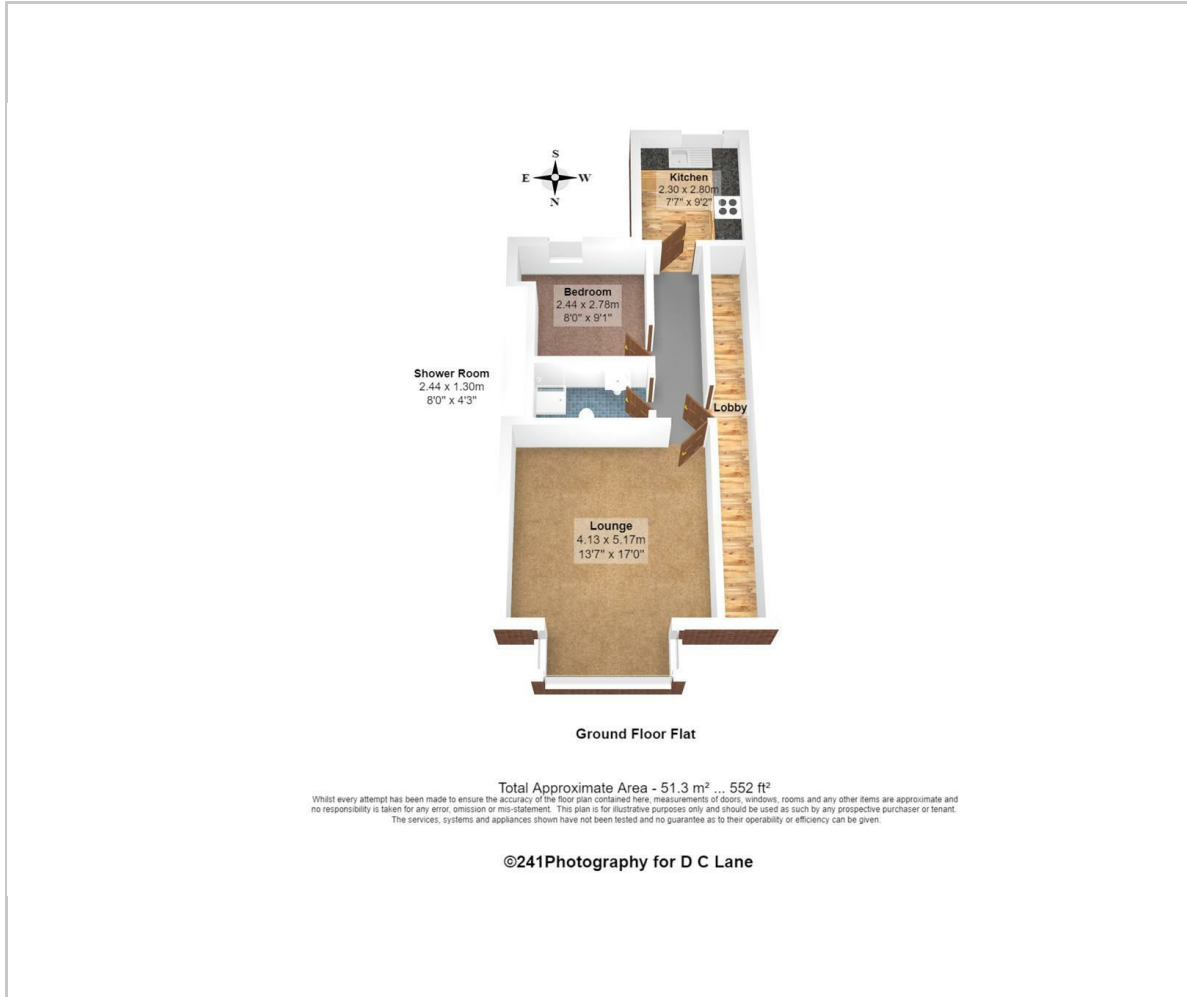 S
E W
N
Kitchen
2.30 x 2.80m
7'7" x 9'2"
Bedroom
2.44 x 2.78m
8'0" x 9'1"
Shower Room
2.44 x 1.30m
8'0" x 4'3"
Lobby
Lounge
4.13 x 5.17m
13'7" x 17'0"
Ground Floor Flat
Total Approximate Area - 51.3 m² ... 552 ft²
Whilst every attempt has been made to ensure the accuracy of the floor plan contained here, measurements of doors, windows, rooms and any other items are approximate and
no responsibility is taken for any error, omission or mis-statement. This plan is for illustrative purposes only and should be used as such by any prospective purchaser or tenant.
The services, systems and appliances shown have not been tested and no guarantee as to their operability or efficiency can be given.
©241Photography for D C Lane